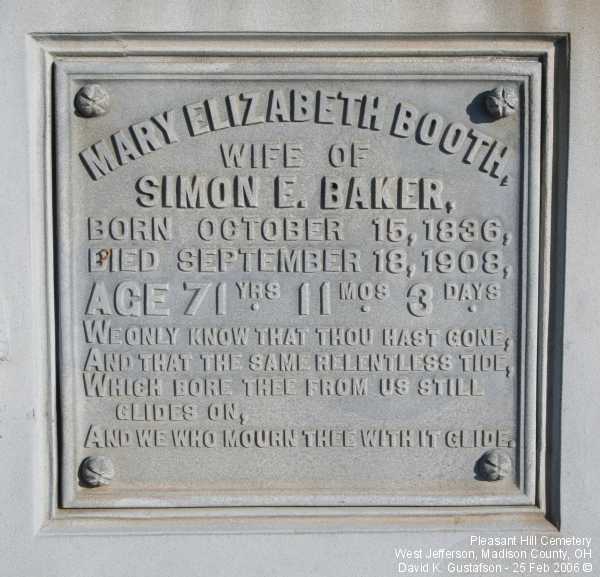 MARY ELIZABETH BOOTH,
WIFE OF
SIMON E. BAKER,
BORN OCTOBER 15, 1836,
DIED SEPTEMBER 18, 1908,
AGE 71 YRS. 11 MOS. 3 DAYS.
WE ONLY KNOW THAT THOU HAST GONE,
AND THAT THE SAME RELENTLESS TIDE,
WHICH BORE THEE FROM US STILL
GLIDES ON,
AND WE WHO MOURN THEE WITH IT GLIDE.
Pleasant Hill Cemetery
West Jefferson, Madison County, OH
David K. Gustafson - 25 Feb 2006 ©